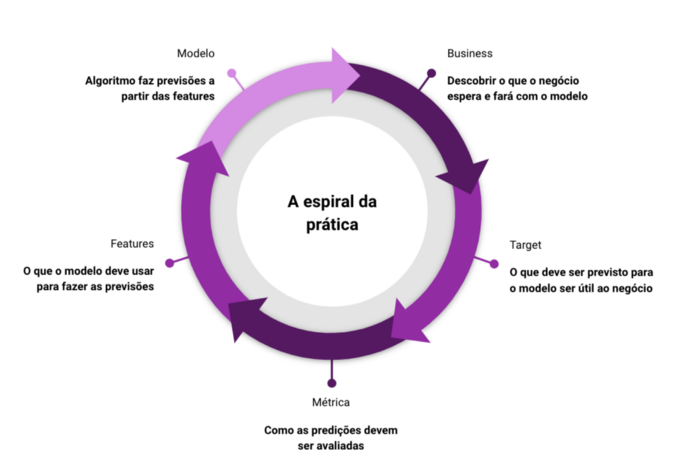 Modelo
Algoritmo faz previsões a
partir das features
Business
Descobrir o que o negócio
espera e fará com o modelo
A espiral da
prática
Features
O que o modelo deve usar
para fazer as previsões
Target
O que deve ser previsto para
o modelo ser útil ao negócio
Métrica
Como as predições devem
ser avaliadas